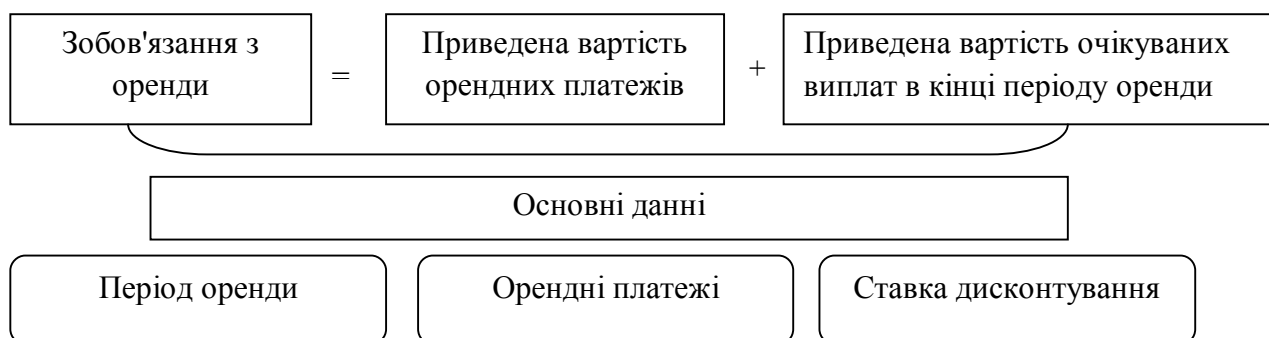 Зобов'язання з
оренди
=
Приведена вартість
орендних платежів
+
Приведена вартість очікуваних
виплат в кінці періоду оренди
Основні данні
Період оренди
Орендні платежі
Ставка дисконтування